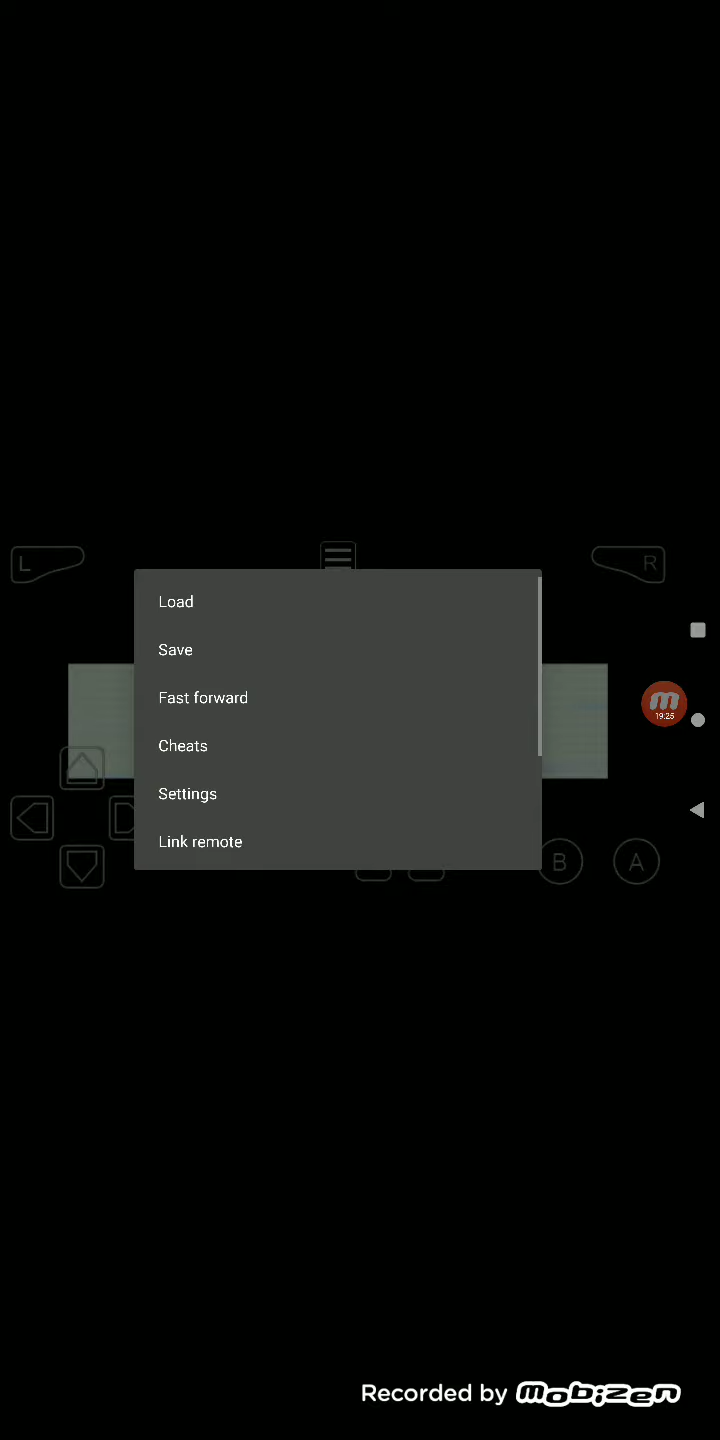 L
R
Load
Save
Fast forward
Cheats
Settings
Link remote
m
19:25
B
A
Recorded by mobizen